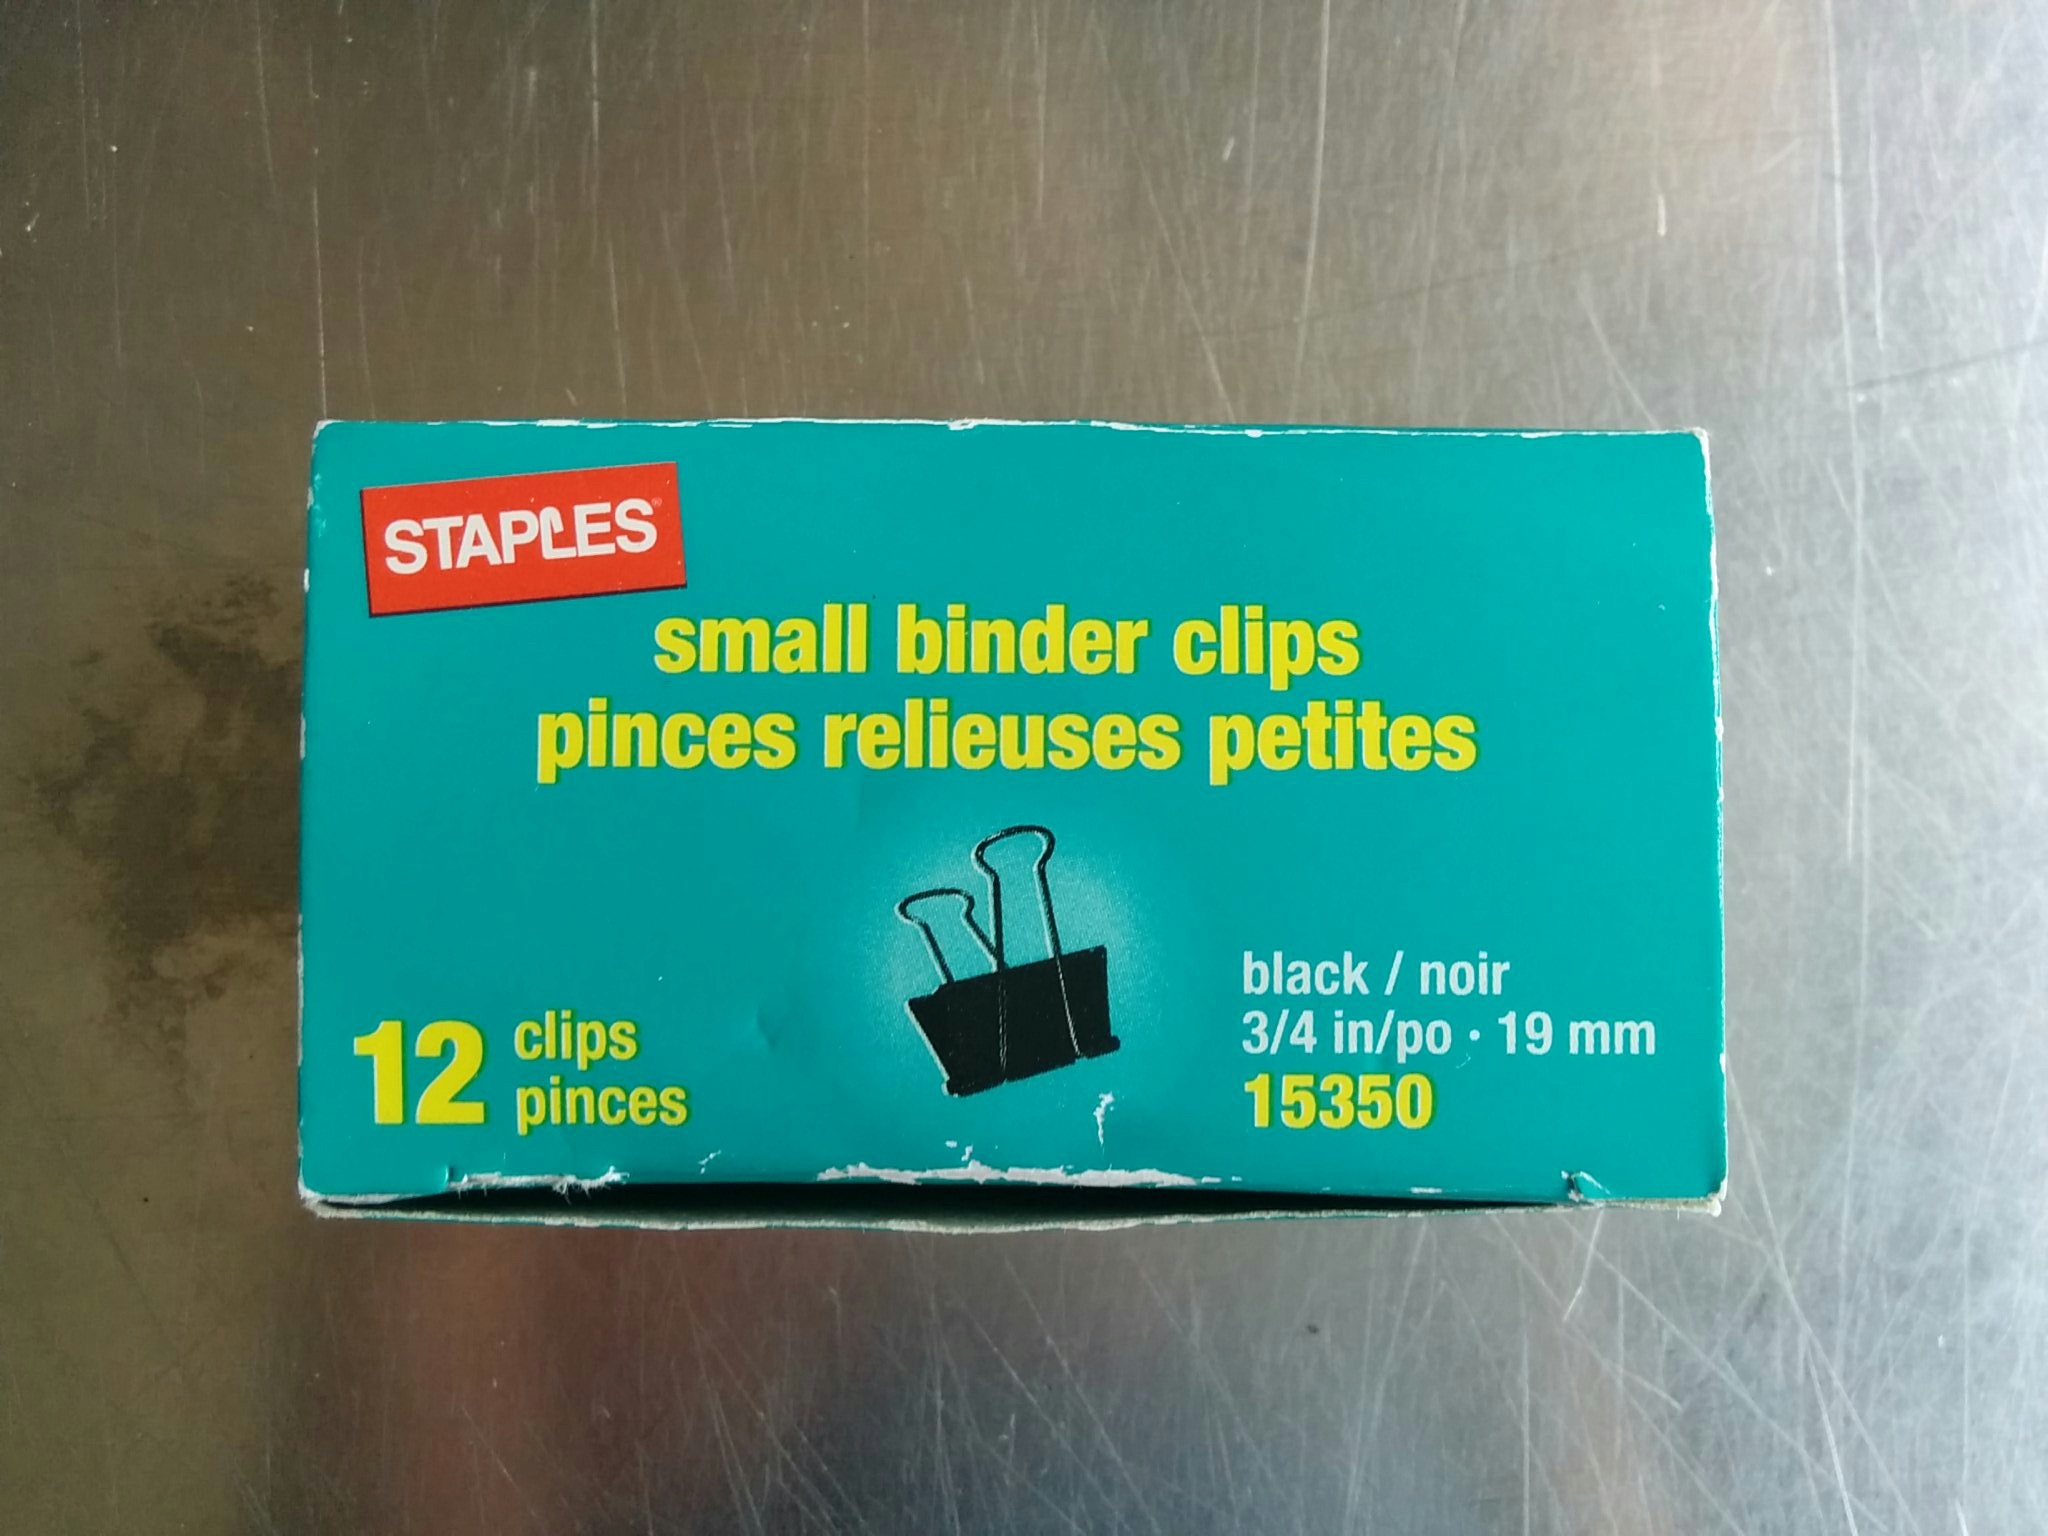 STAPLES®
small binder clips
pinces relieuses petites
12 clips
pinces
black / noir
3/4 in/po · 19 mm
15350